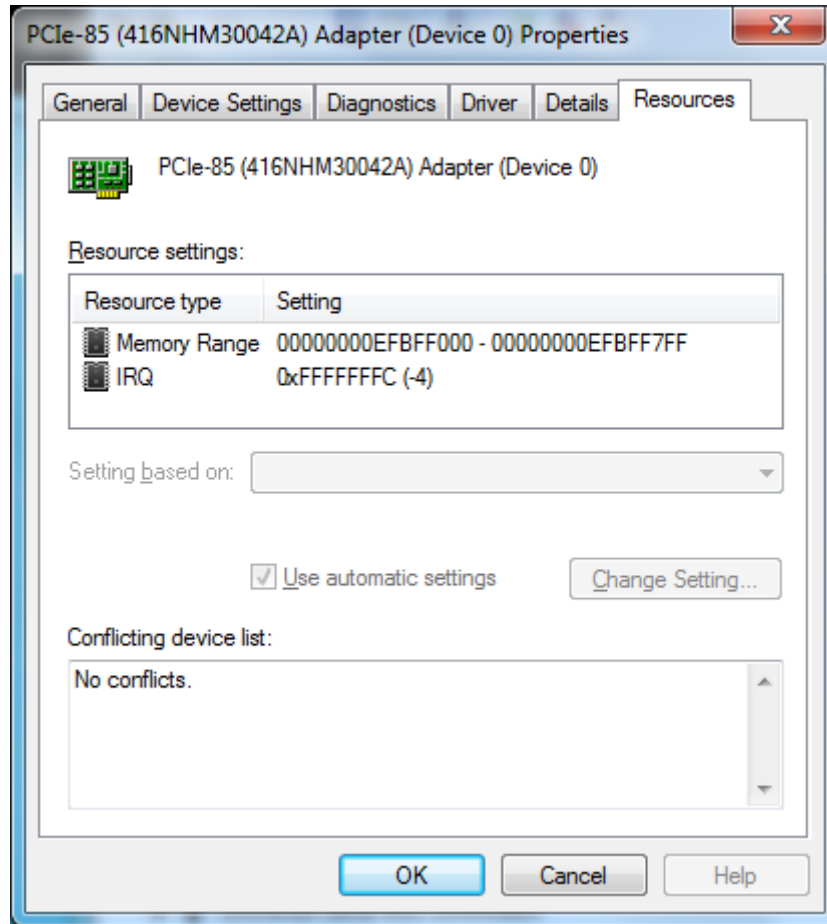 PCIe-85 (416NHM30042A) Adapter (Device 0) Properties
General Device Settings Diagnostics Driver Details Resources
PCIe-85 (416NHM30042A) Adapter (Device 0)
Resource settings:
Resource type Setting
Memory Range 00000000EFBFF000 - 00000000EFBFF7FF
IRQ 0xFFFFFFFC (-4)
Setting based on:
Use automatic settings Change Setting...
Conflicting device list:
No conflicts.
OK Cancel Help